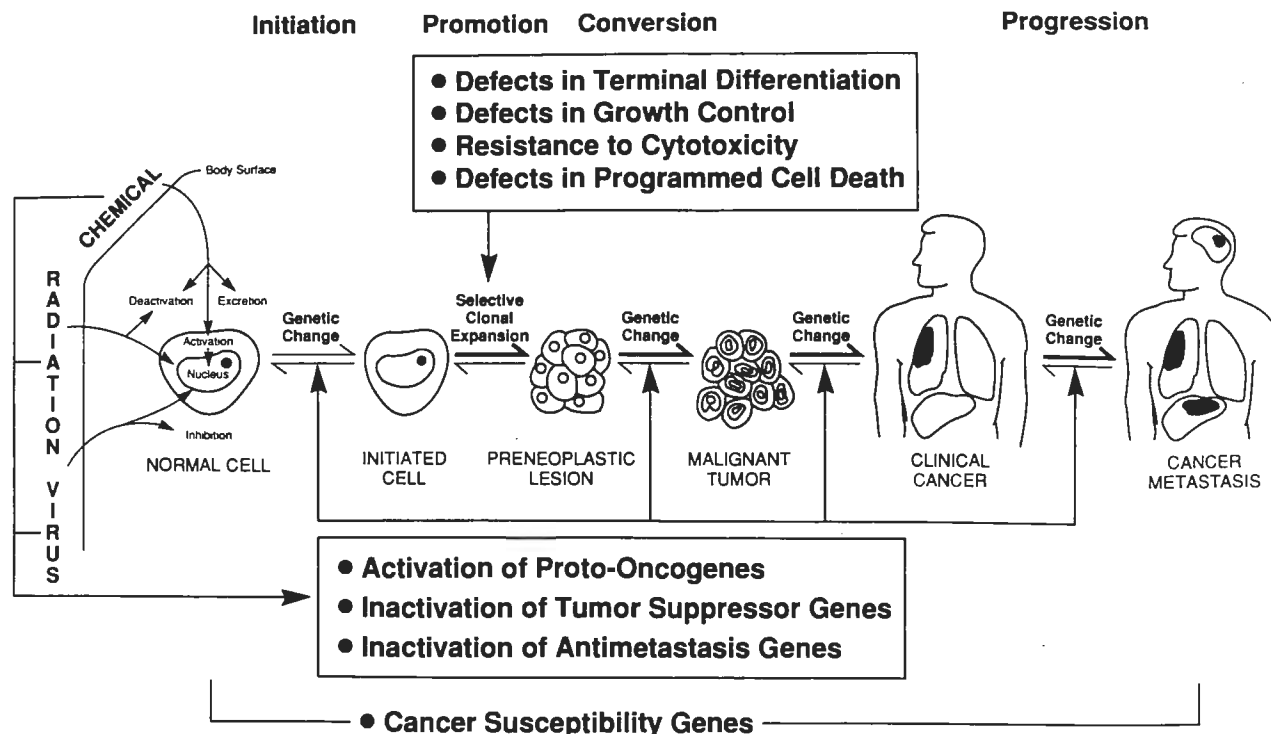 Initiation Promotion Conversion Progression
● Defects in Terminal Differentiation
● Defects in Growth Control
● Resistance to Cytotoxicity
● Defects in Programmed Cell Death
CHEMICAL
Body Surface
RADIATION
VIRUS
Deactivation
Excretion
Activation
Nucleus
Inhibition
NORMAL CELL
Genetic
Change
INITIATED
CELL
Selective
Clonal
Expansion
PRENEOPLASTIC
LESION
Genetic
Change
MALIGNANT
TUMOR
Genetic
Change
CLINICAL
CANCER
Genetic
Change
CANCER
METASTASIS
● Activation of Proto-Oncogenes
● Inactivation of Tumor Suppressor Genes
● Inactivation of Antimetastasis Genes
● Cancer Susceptibility Genes